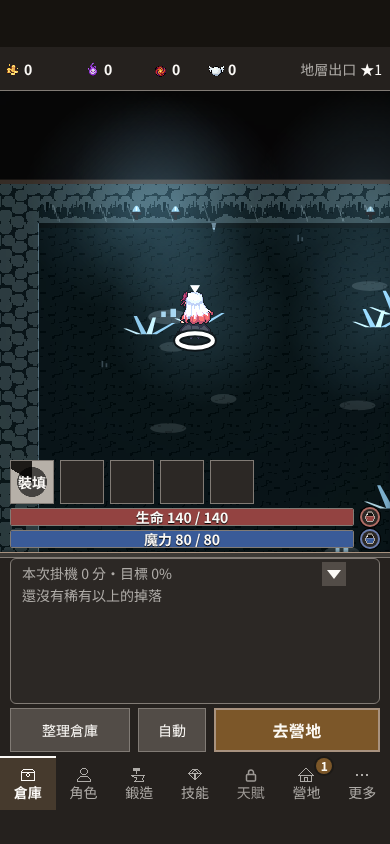 0 0 0 0 地層出口 ★1
裝填
生命 140 / 140
魔力 80 / 80
本次掛機 0 分・目標 0%
還沒有稀有以上的掉落
整理倉庫 自動 去營地
1
倉庫 角色 鍛造 技能 天賦 營地 更多